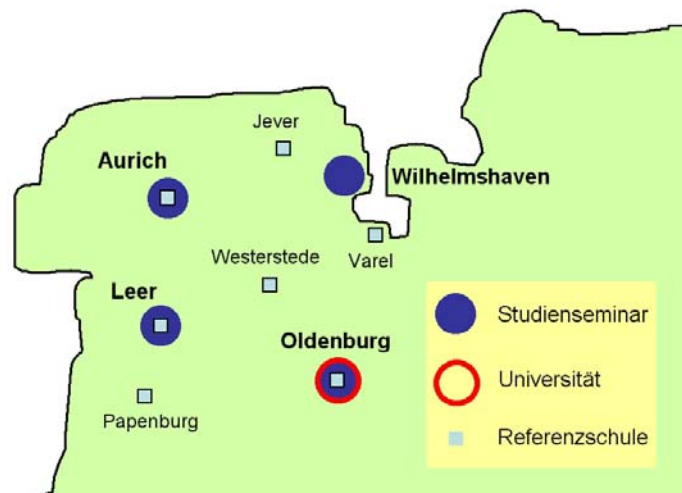 Jever
Aurich
Wilhelmshaven
Westerstede
Varel
Leer
Oldenburg
Papenburg
Studienseminar
Universität
Referenzschule